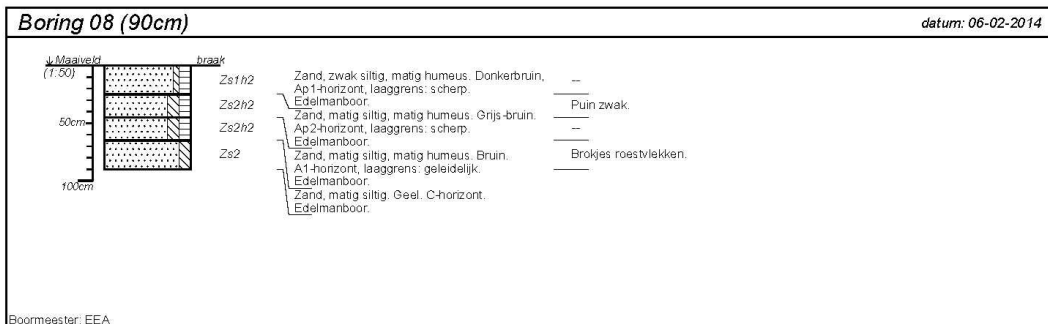 Boring 08 (90cm)
datum: 06-02-2014
↓ Maaiveld
braak
(1:50)
50cm
100cm
Zs1h2
Zs2h2
Zs2h2
Zs2
Zand, zwak siltig, matig humeus. Donkerbruin,
Ap1-horizont, laaggrens: scherp.
Edelmanboor.
Zand, matig siltig, matig humeus. Grijs-bruin.
Ap2-horizont, laaggrens: scherp.
Edelmanboor.
Zand, matig siltig, matig humeus. Bruin.
A1-horizont, laaggrens: geleidelijk.
Edelmanboor.
Zand, matig siltig. Geel. C-horizont.
Edelmanboor.
--
Puin zwak.
--
Brokjes roestvlekken.
Boormeester: EEA